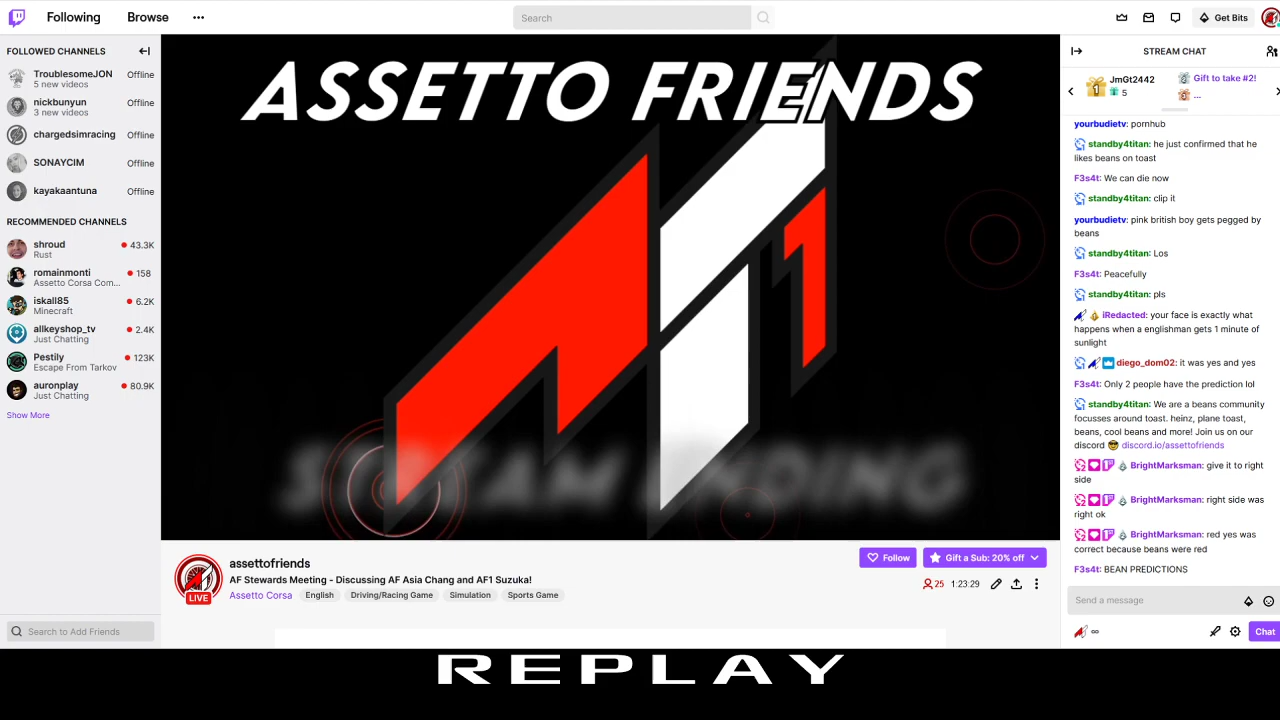 Following
Browse
Search
Get Bits
FOLLOWED CHANNELS
TroublesomeJON
Offline
5 new videos
nickbunyun
Offline
3 new videos
chargedsimracing
Offline
SONAYCIM
Offline
kayakaantuna
Offline
RECOMMENDED CHANNELS
shroud
43.3K
Rust
romainmonti
158
Assetto Corsa Com...
iskall85
6.2K
Minecraft
allkeyshop_tv
2.4K
Just Chatting
Pestily
123K
Escape From Tarkov
auronplay
80.9K
Just Chatting
Show More
Search to Add Friends
ASSETTO FRIENDS
1
STREAM ENDING
LIVE
assettofriends
AF Stewards Meeting - Discussing AF Asia Chang and AF1 Suzuka!
Assetto Corsa
English
Driving/Racing Game
Simulation
Sports Game
Follow
Gift a Sub: 20% off
25
1:23:29
STREAM CHAT
1
JmGt2442
5
Gift to take #2!
...
yourbudietv: pornhub
standby4titan: he just confirmed that he
likes beans on toast
F3s4t: We can die now
standby4titan: clip it
yourbudietv: pink british boy gets pegged by
beans
standby4titan: Los
F3s4t: Peacefully
standby4titan: pls
iRedacted: your face is exactly what
happens when a englishman gets 1 minute of
sunlight
diego_dom02: it was yes and yes
F3s4t: Only 2 people have the prediction lol
standby4titan: We are a beans community
focusses around toast. heinz, plane toast,
beans, cool beans and more! Join us on our
discord 😎 discord.io/assettofriends
BrightMarksman: give it to right
side
BrightMarksman: right side was
right ok
BrightMarksman: red yes was
correct because beans were red
F3s4t: BEAN PREDICTIONS
Send a message
∞
Chat
REPLAY